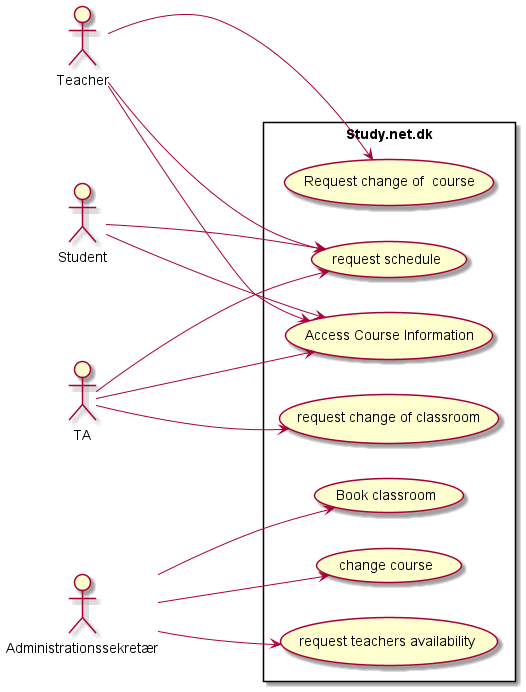 Teacher
Study.net.dk
Request change of  course
Student
request schedule
Access Course Information
TA
request change of classroom
Book classroom
change course
Administrationssekretær
request teachers availability